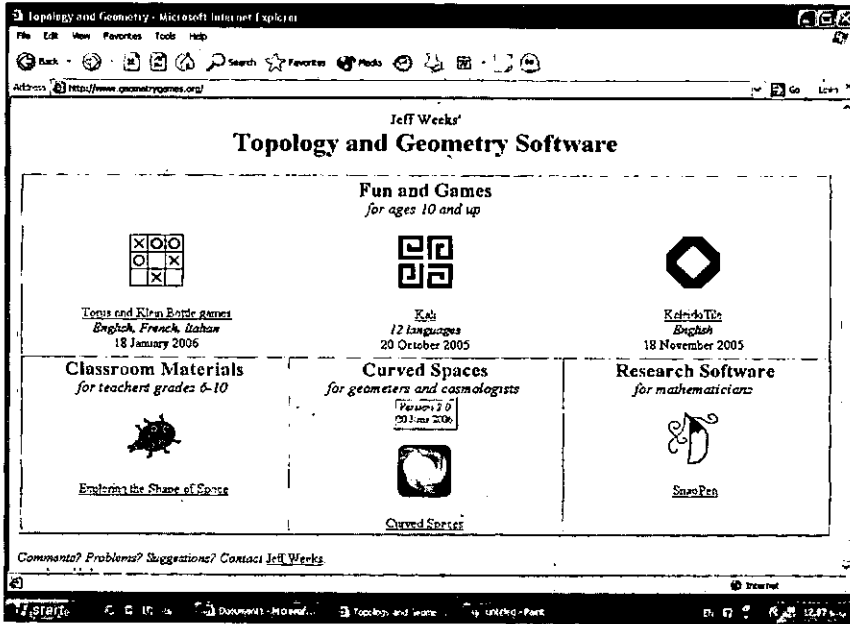 Topology and Geometry - Microsoft Internet Explorer
File Edit View Favorites Tools Help
Back Search Favorites Media
Address http://www.geometrygames.org/ Go
Jeff Weeks'
Topology and Geometry Software
Fun and Games
for ages 10 and up
Torus and Klein Bottle games
English, French, Italian
18 January 2006
Kali
12 languages
20 October 2005
KaleidoTile
English
18 November 2005
Classroom Materials
for teachers grades 6-10
Exploring the Shape of Space
Curved Spaces
for geometers and cosmologists
Version 2.0
2006
Curved Spaces
Research Software
for mathematicians
SnapPea
Comments? Problems? Suggestions? Contact Jeff Weeks.
Internet
start
Topology and Geome...
untitled - Paint